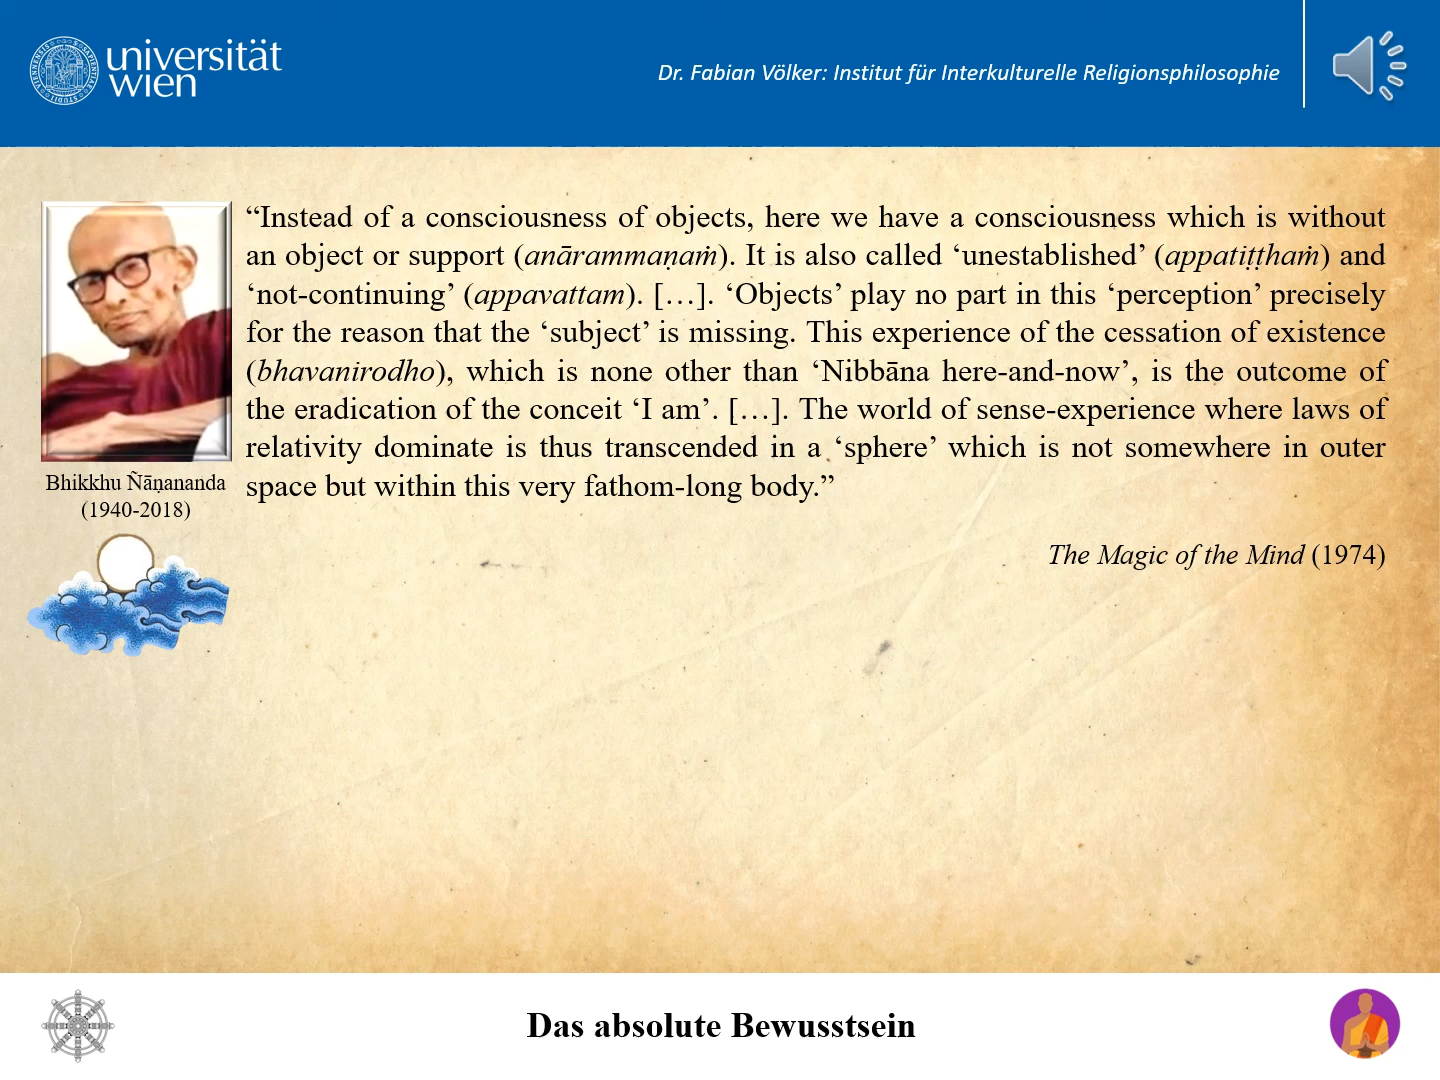 universität
wien
Dr. Fabian Völker: Institut für Interkulturelle Religionsphilosophie
“Instead of a consciousness of objects, here we have a consciousness which is without
an object or support (anārammaṇaṁ). It is also called ‘unestablished’ (appatiṭṭhaṁ) and
‘not-continuing’ (appavattam). […]. ‘Objects’ play no part in this ‘perception’ precisely
for the reason that the ‘subject’ is missing. This experience of the cessation of existence
(bhavanirodho), which is none other than ‘Nibbāna here-and-now’, is the outcome of
the eradication of the conceit ‘I am’. […]. The world of sense-experience where laws of
relativity dominate is thus transcended in a ‘sphere’ which is not somewhere in outer
space but within this very fathom-long body.”
Bhikkhu Ñāṇananda
(1940-2018)
The Magic of the Mind (1974)
Das absolute Bewusstsein